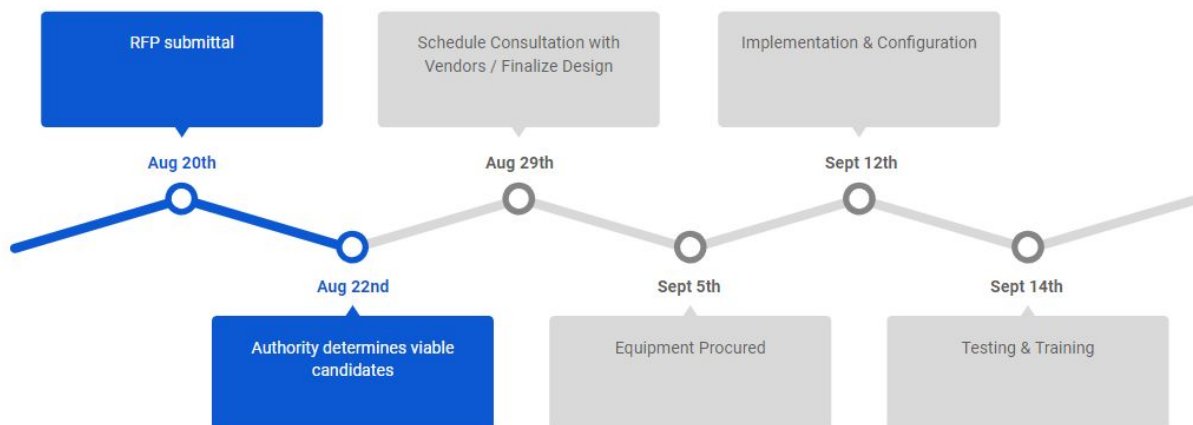 RFP submittal
Schedule Consultation with
Vendors / Finalize Design
Implementation & Configuration
Aug 20th
Aug 29th
Sept 12th
Aug 22nd
Sept 5th
Sept 14th
Authority determines viable
candidates
Equipment Procured
Testing & Training